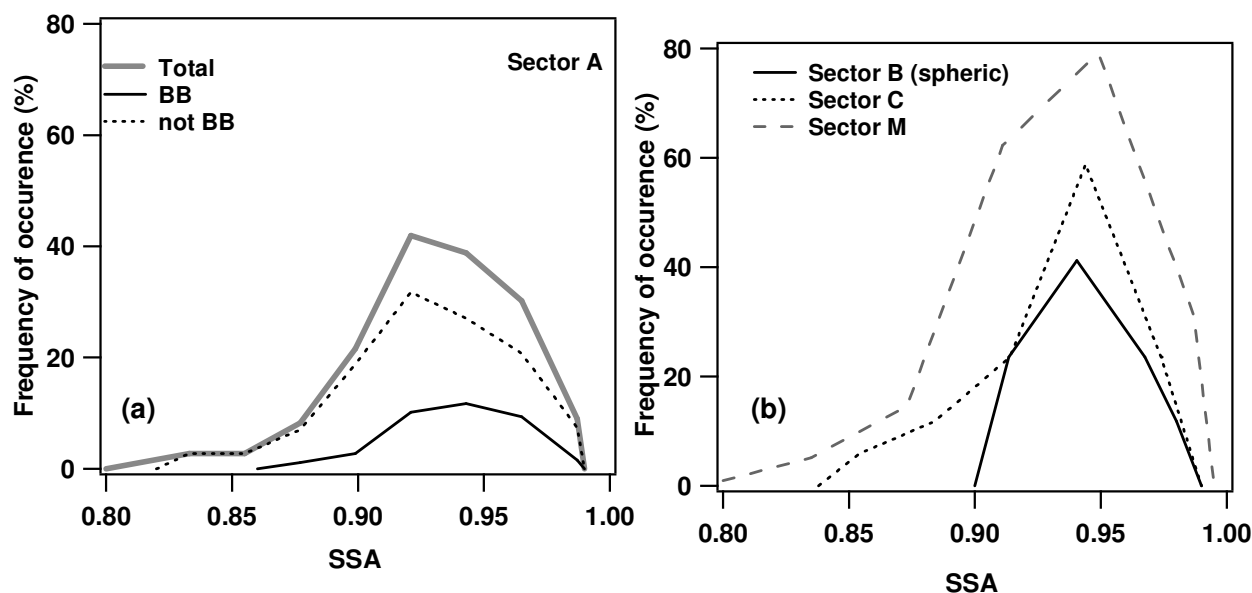 80
60
40
20
0
Frequency of occurence (%)
Total
BB
not BB
Sector A
(a)
0.80 0.85 0.90 0.95 1.00
SSA
80
60
40
20
0
Frequency of occurence (%)
Sector B (spheric)
Sector C
Sector M
(b)
0.80 0.85 0.90 0.95 1.00
SSA